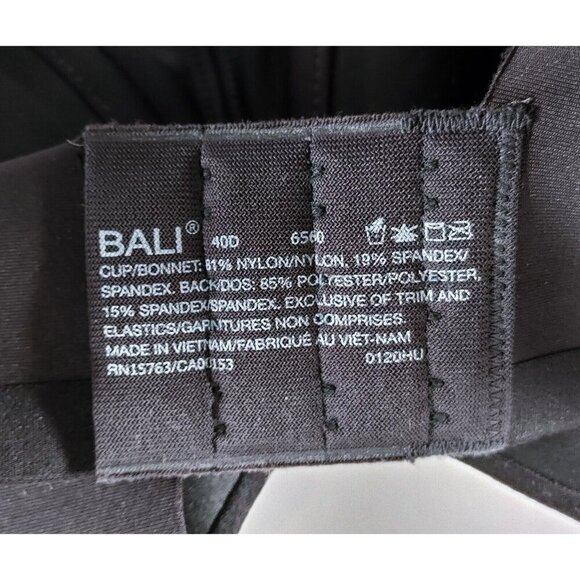 BALI® 40D 6560
CUP/BONNET: 81% NYLON/NYLON. 19% SPANDEX/
SPANDEX. BACK/DOS: 85% POLYESTER/POLYESTER.
15% SPANDEX/SPANDEX. EXCLUSIVE OF TRIM AND
ELASTICS/GARNITURES NON COMPRISES.
MADE IN VIETNAM/FABRIQUÉ AU VIÊT-NAM
RN15763/CA00153 0120HU